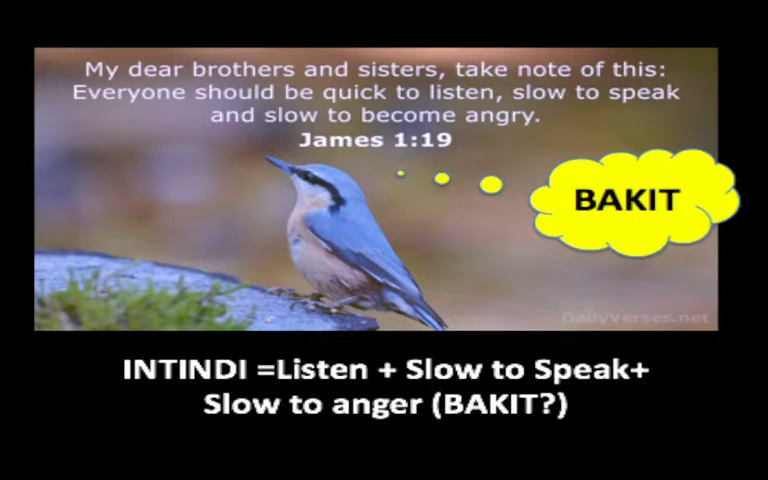 My dear brothers and sisters, take note of this:
Everyone should be quick to listen, slow to speak
and slow to become angry.
James 1:19
BAKIT
DailyVerses.net
INTINDI =Listen + Slow to Speak+
Slow to anger (BAKIT?)